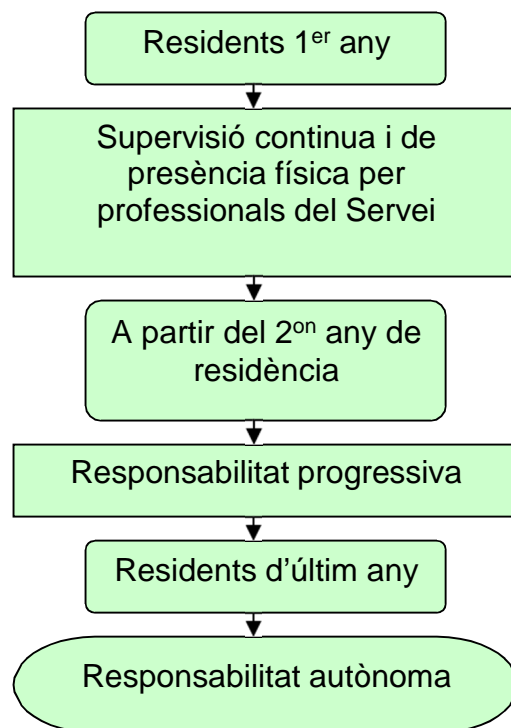 Residents 1er any
Supervisió continua i de
presència física per
professionals del Servei
A partir del 2on any de
residència
Responsabilitat progressiva
Residents d'últim any
Responsabilitat autònoma